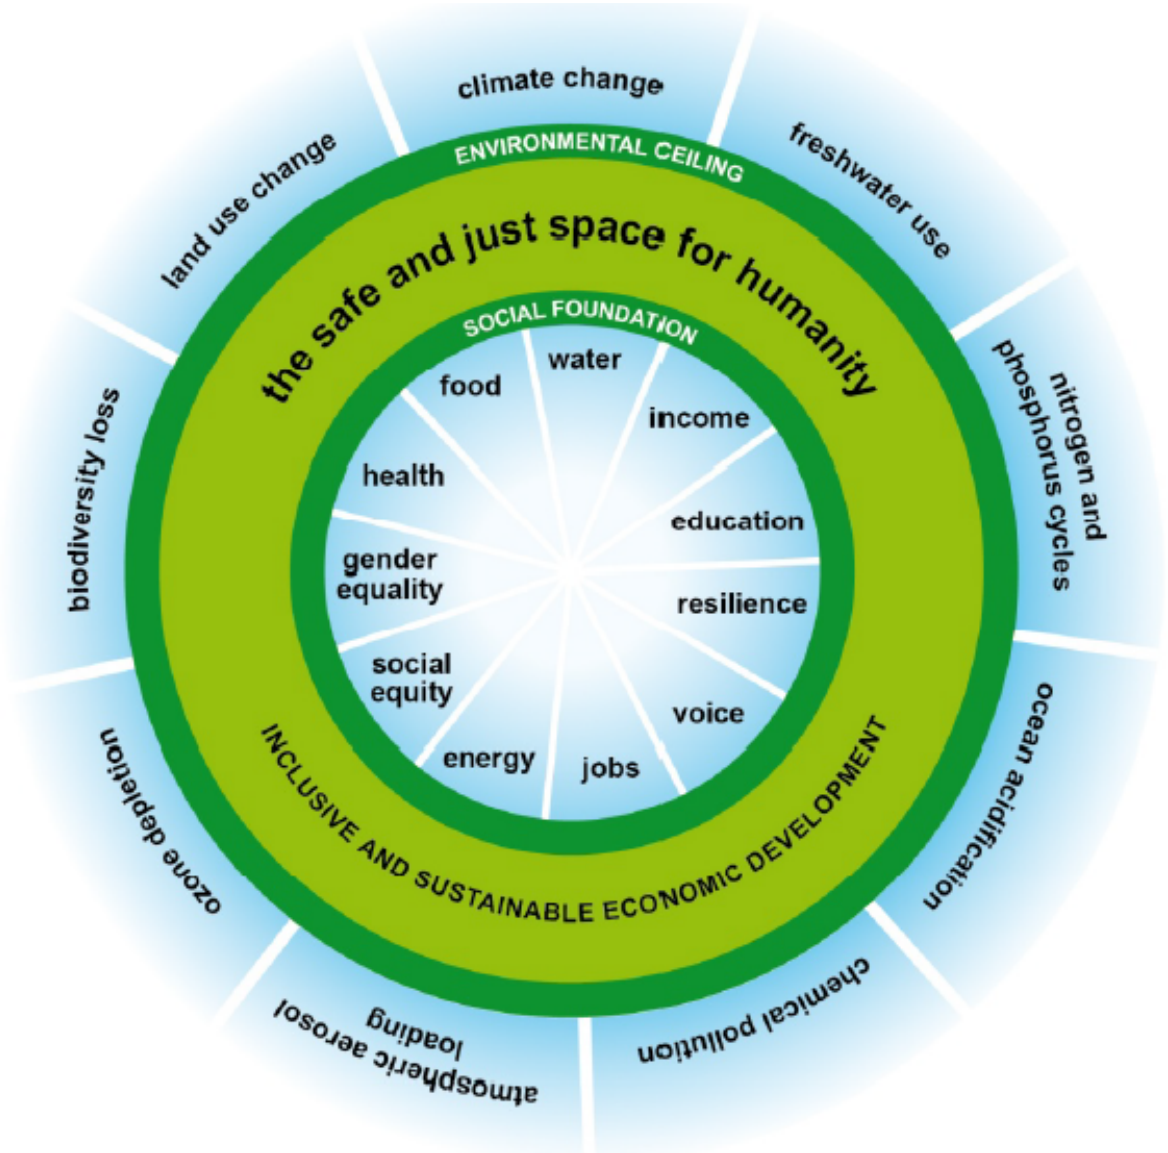 climate change
freshwater use
nitrogen and
phosphorus cycles
ocean acidification
chemical pollution
atmospheric aerosol
loading
ozone depletion
biodiversity loss
land use change
ENVIRONMENTAL CEILING
the safe and just space for humanity
SOCIAL FOUNDATION
water
income
education
resilience
voice
jobs
energy
social
equity
gender
equality
health
food
INCLUSIVE AND SUSTAINABLE ECONOMIC DEVELOPMENT